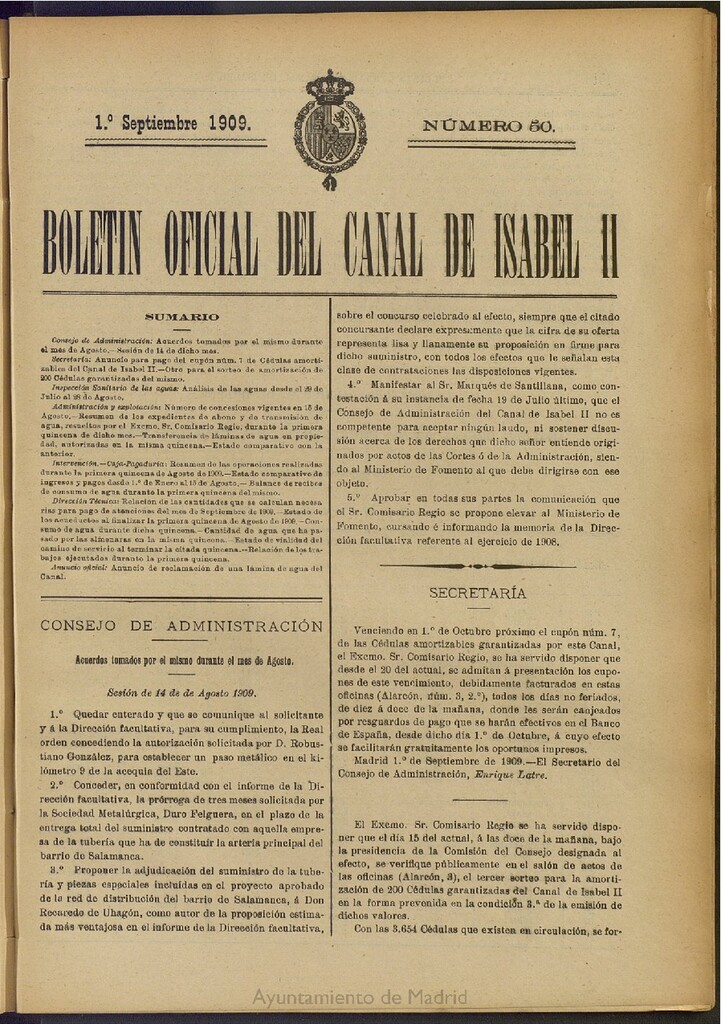 1.º Septiembre 1909.
NÚMERO 50.
BOLETIN OFICIAL DEL CANAL DE ISABEL II
SUMARIO
Consejo de Administración: Acuerdos tomados por el mismo durante
el mes de Agosto.—Sesión de 14 de dicho mes.
Secretaría: Anuncio para pago del cupón núm. 7 de Cédulas amorti-
zables del Canal de Isabel II.—Otro para el sorteo de amortización de
200 Cédulas garantizadas del mismo.
Inspección Sanitaria de las aguas: Análisis de las aguas desde el 29 de
Julio al 28 de Agosto.
Administración y explotación: Número de concesiones vigentes en 15 de
Agosto.—Resumen de los expedientes de abono y de transmisión de
agua, resueltos por el Excmo. Sr. Comisario Regio, durante la primera
quincena de dicho mes.—Transferencia de láminas de agua en propie-
dad, autorizadas en la misma quincena.—Estado comparativo con la
anterior.
Intervención.—Caja-Pagaduría: Resumen de las operaciones realizadas
durante la primera quincena de Agosto de 1909.—Estado comparativo de
ingresos y pagos desde 1.º de Enero al 15 de Agosto.—Balance de recibos
de consumo de agua durante la primera quincena del mismo.
Dirección Técnica: Relación de las cantidades que se calculan necesa-
rias para pago de atenciones del mes de Septiembre de 1909.—Estado de
los acueductos al finalizar la primera quincena de Agosto de 1909.—Con-
sumo de agua durante dicha quincena.—Cantidad de agua que ha pa-
sado por las almenaras en la misma quincena.—Estado de vialidad del
camino de servicio al terminar la citada quincena.—Relación de los tra-
bajos ejecutados durante la primera quincena.
Anuncio oficial: Anuncio de reclamación de una lámina de agua del
Canal.
CONSEJO DE ADMINISTRACIÓN
Acuerdos tomados por el mismo durante el mes de Agosto.
Sesión de 14 de de Agosto 1909.
1.º Quedar enterado y que se comunique al solicitante
y á la Dirección facultativa, para su cumplimiento, la Real
orden concediendo la autorización solicitada por D. Robus-
tiano González, para establecer un paso metálico en el ki-
lómetro 9 de la acequia del Este.
2.º Conceder, en conformidad con el informe de la Di-
rección facultativa, la prórroga de tres meses solicitada por
la Sociedad Metalúrgica, Duro Felguera, en el plazo de la
entrega total del suministro contratado con aquella empre-
sa de la tubería que ha de constituir la arteria principal del
barrio de Salamanca.
3.º Proponer la adjudicación del suministro de la tube-
ría y piezas especiales incluidas en el proyecto aprobado
de la red de distribución del barrio de Salamanca, á Don
Recaredo de Uhagón, como autor de la proposición estima-
da más ventajosa en el informe de la Dirección facultativa,
sobre el concurso celebrado al efecto, siempre que el citado
concursante declare expresamente que la cifra de su oferta
representa lisa y llanamente su proposición en firme para
dicho suministro, con todos los efectos que le señalan esta
clase de contrataciones las disposiciones vigentes.
4.º Manifestar al Sr. Marqués de Santillana, como con-
testación á su instancia de fecha 19 de Julio último, que el
Consejo de Administración del Canal de Isabel II no es
competente para aceptar ningún laudo, ni sostener discu-
sión acerca de los derechos que dicho señor entiende origi-
nados por actos de las Cortes ó de la Administración, sien-
do al Ministerio de Fomento al que debe dirigirse con ese
objeto.
5.º Aprobar en todas sus partes la comunicación que
el Sr. Comisario Regio se propone elevar al Ministerio de
Fomento, cursando é informando la memoria de la Direc-
ción facultativa referente al ejercicio de 1908.
SECRETARÍA
Venciendo en 1.º de Octubre próximo el cupón núm. 7,
de las Cédulas amortizables garantizadas por este Canal,
el Excmo. Sr. Comisario Regio, se ha servido disponer que
desde el 20 del actual, se admitan á presentación los cupo-
nes de este vencimiento, debidamente facturados en estas
oficinas (Alarcón, núm. 3, 2.º), todos los días no feriados,
de diez á doce de la mañana, donde les serán canjeados
por resguardos de pago que se harán efectivos en el Banco
de España, desde dicho día 1.º de Octubre, á cuyo efecto
se facilitarán gratuitamente los oportunos impresos.
Madrid 1.º de Septiembre de 1909.—El Secretario del
Consejo de Administración, Enrique Latre.
El Excmo. Sr. Comisario Regio se ha servido dispo-
ner que el día 15 del actual, á las doce de la mañana, bajo
la presidencia de la Comisión del Consejo designada al
efecto, se verifique públicamente en el salón de actos de
las oficinas (Alarcón, 3), el tercer sorteo para la amorti-
zación de 200 Cédulas garantizadas del Canal de Isabel II
en la forma prevenida en la condición 3.ª de la emisión de
dichos valores.
Con las 3.654 Cédulas que existen en circulación, se for-
Ayuntamiento de Madrid